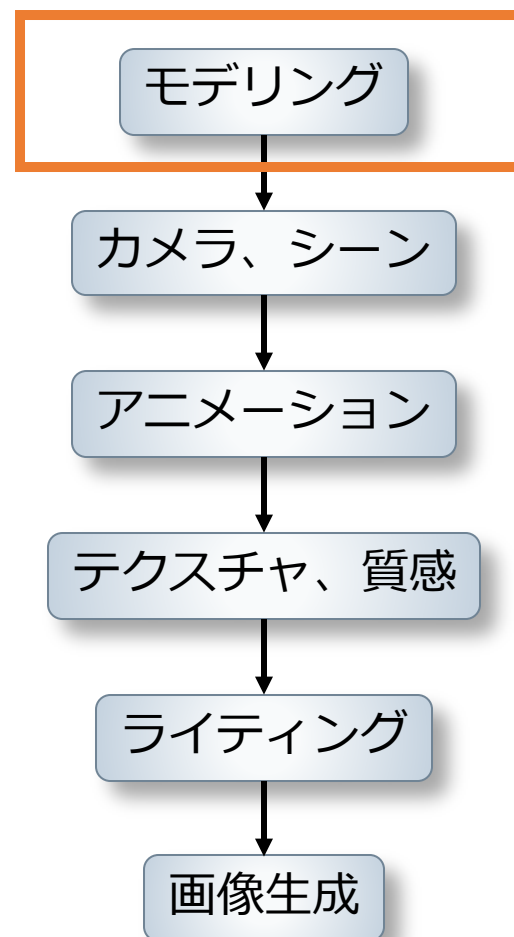 モデリング
カメラ、シーン
アニメーション
テクスチャ、質感
ライティング
画像生成